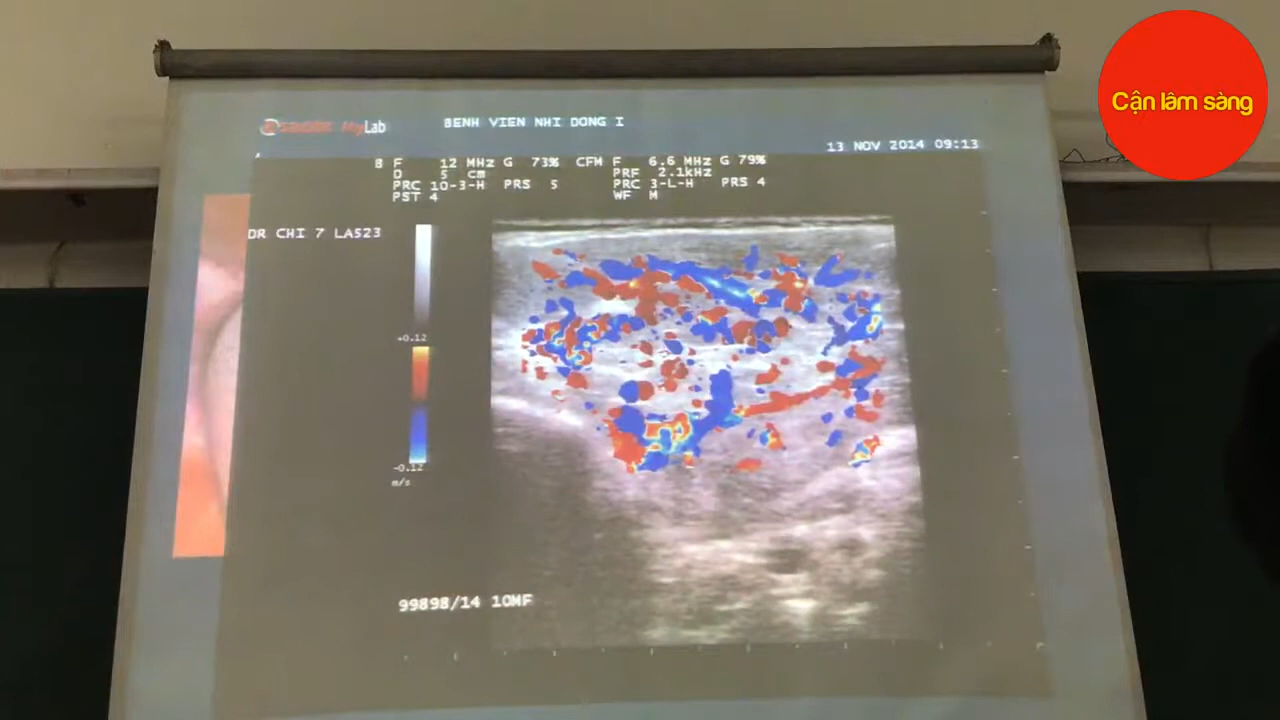 Cận lâm sàng
MyLab
BENH VIEN NHI DONG I
13 NOV 2014 09:13
B F 12 MHz G 73% CFM F 6.6 MHz G 79%
D 5 cm PRF 2.1kHz
PRC 10-3-H PRS 5 PRC 3-L-H PRS 4
PST 4 WF M
DR CHI 7 LA523
+0.12
-0.12
m/s
99898/14 10MF